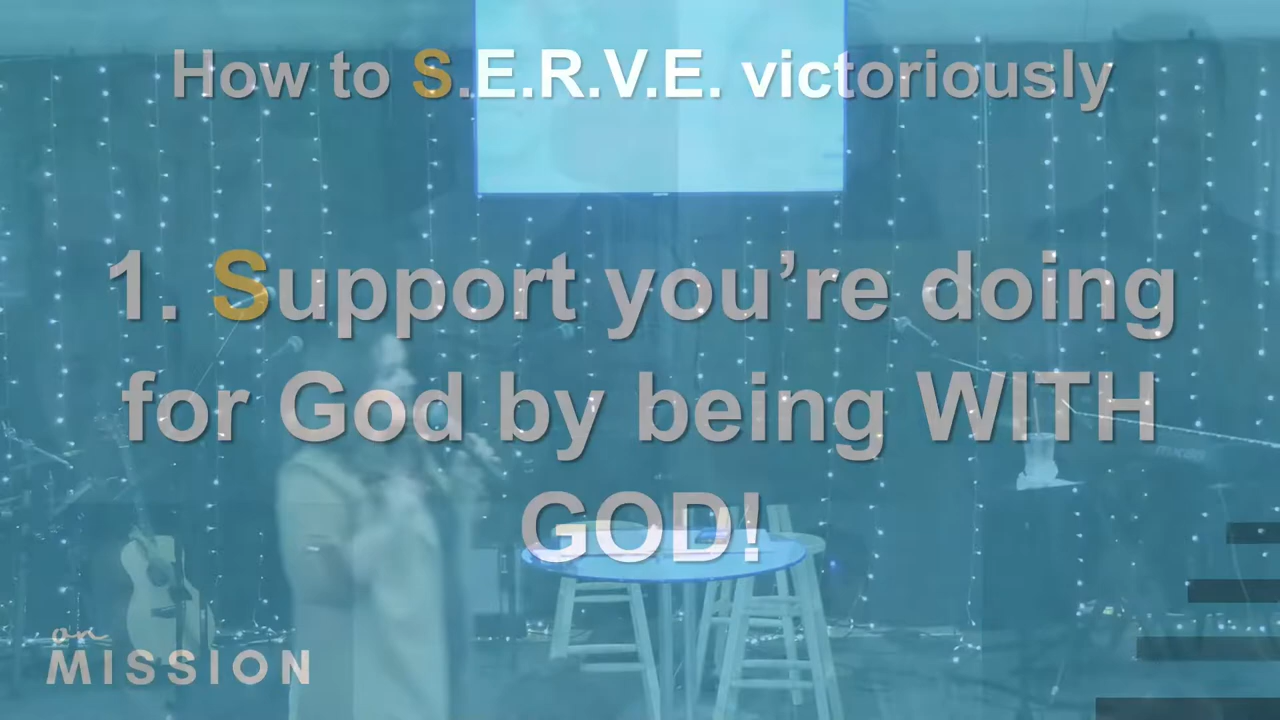 How to S.E.R.V.E. victoriously
1. Support you’re doing
for God by being WITH
GOD!
on
MISSION